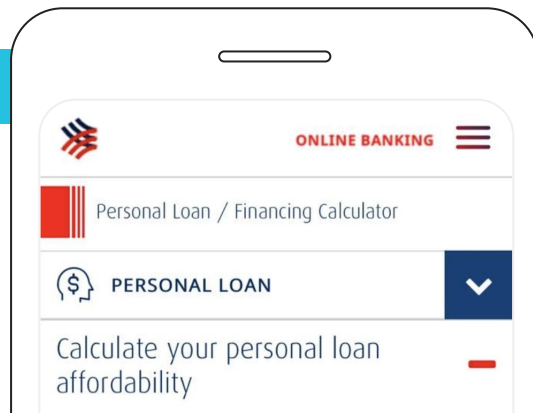 ONLINE BANKING
Personal Loan / Financing Calculator
PERSONAL LOAN
Calculate your personal loan
affordability